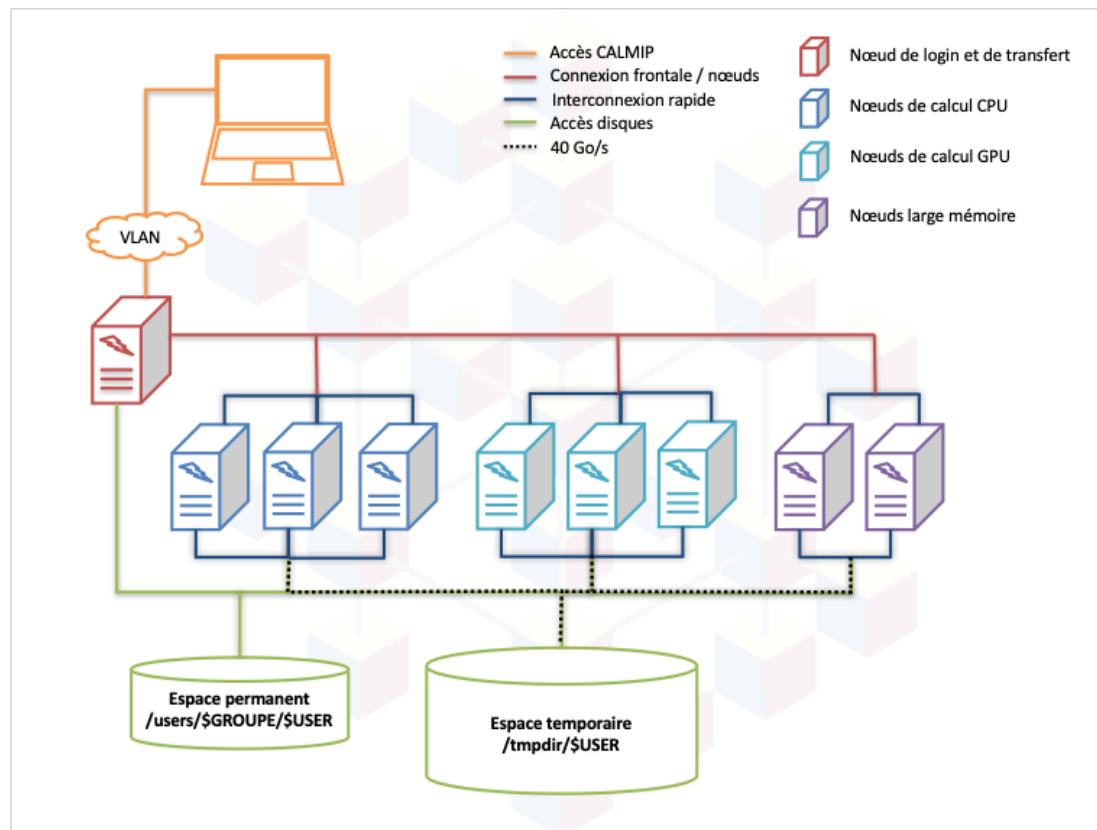 Accès CALMIP
Connexion frontale / nœuds
Interconnexion rapide
Accès disques
40 Go/s
Nœud de login et de transfert
Nœuds de calcul CPU
Nœuds de calcul GPU
Nœuds large mémoire
VLAN
Espace permanent
/users/$GROUPE/$USER
Espace temporaire
/tmpdir/$USER